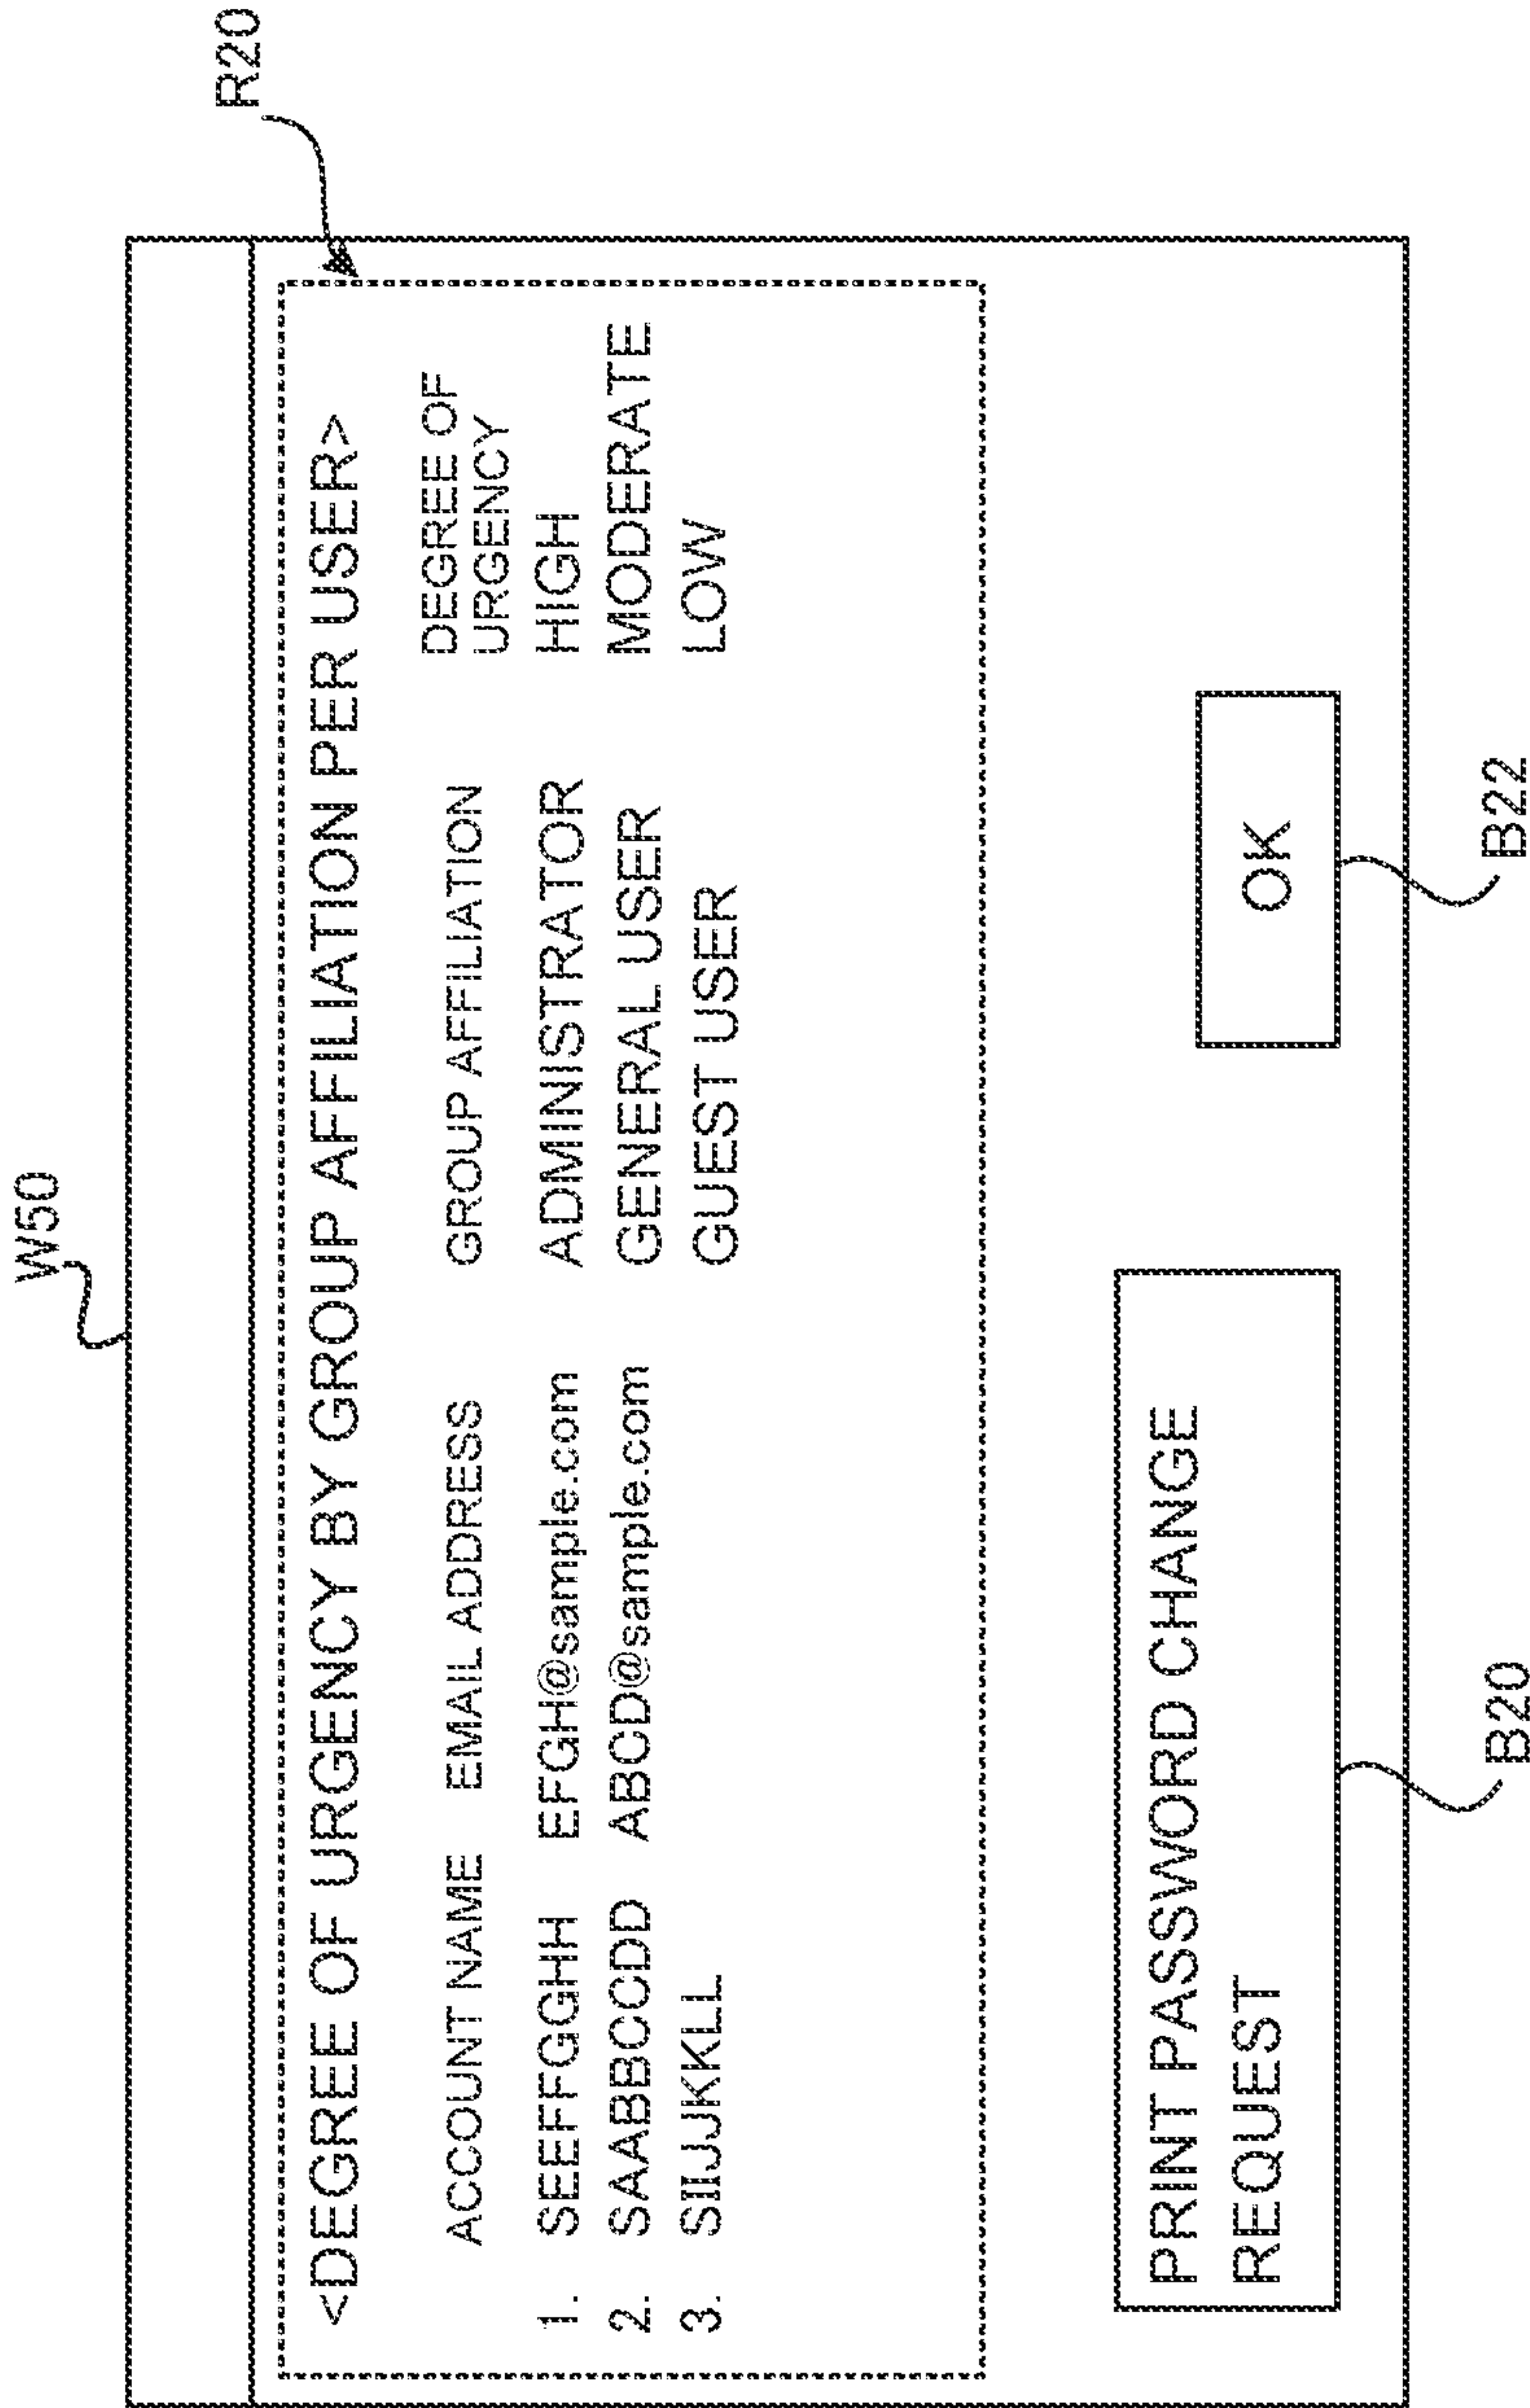 W50
R20
<DEGREE OF URGENCY BY GROUP AFFILIATION PER USER>
ACCOUNT NAME EMAIL ADDRESS GROUP AFFILIATION DEGREE OF
URGENCY
1. SEEFFGGHH EFGH@sample.com ADMINISTRATOR HIGH
2. SAABBCCDD ABCD@sample.com GENERAL USER MODERATE
3. SIIJJKKLL GUEST USER LOW
PRINT PASSWORD CHANGE
REQUEST
OK
B20
B22